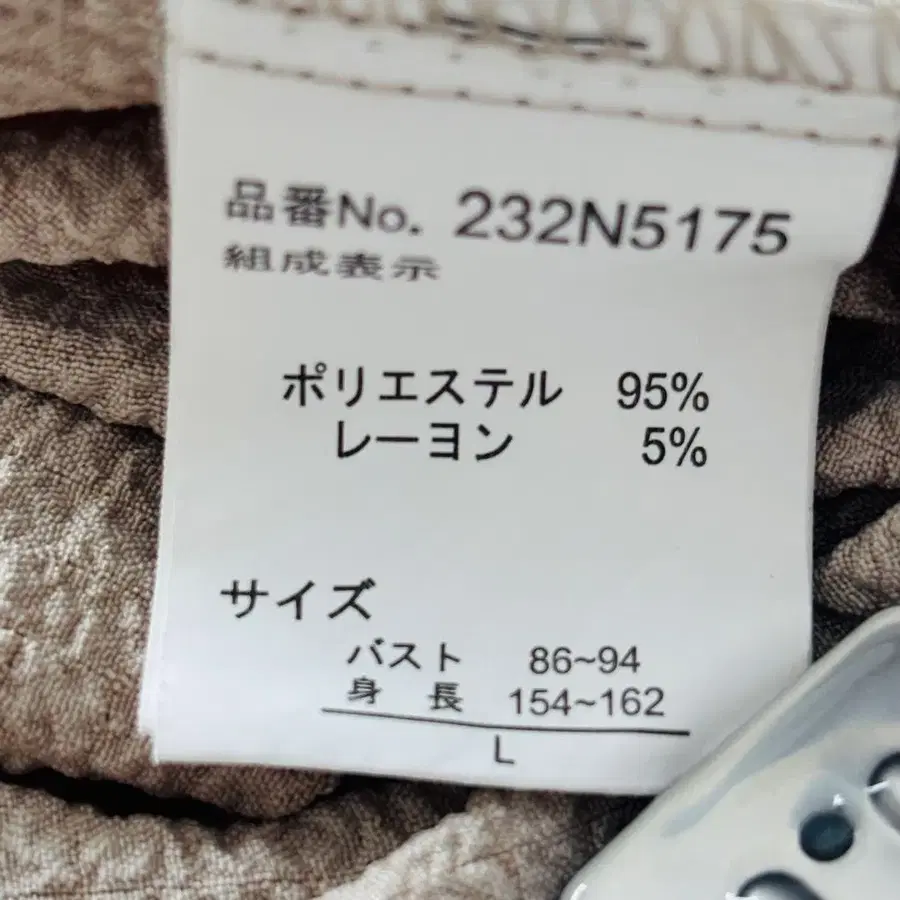 品番No. 232N5175
組成表示
ポリエステル 95%
レーヨン 5%
サイズ
バスト 86~94
身 長 154~162
L